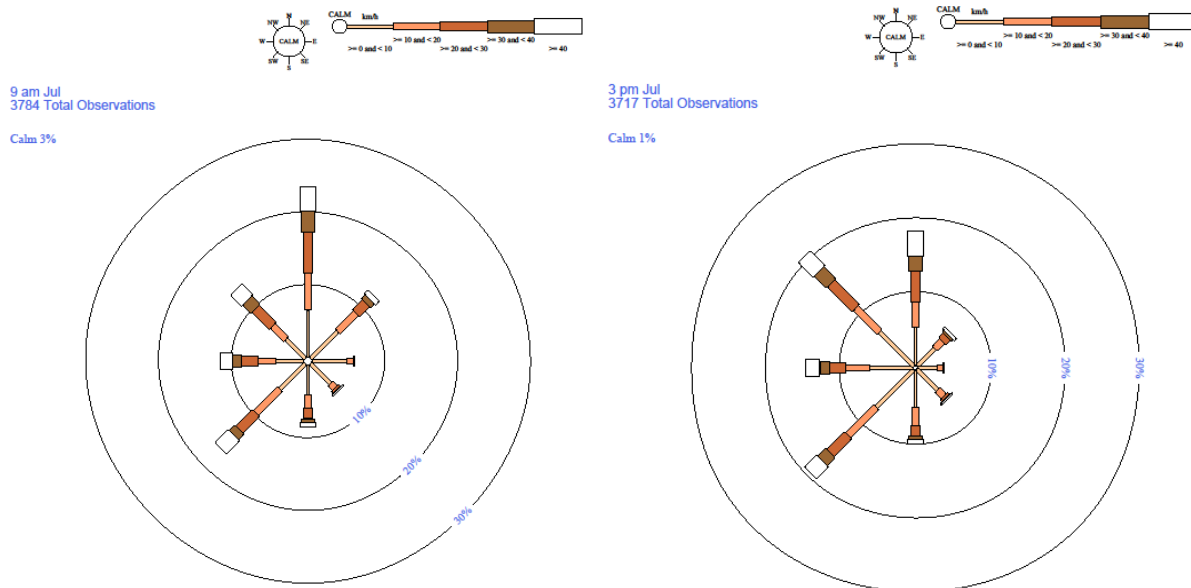 N
NW NE
W CALM E
SW SE
S
CALM km/h >= 10 and < 20 >= 30 and < 40
>= 0 and < 10 >= 20 and < 30 >= 40
9 am Jul
3784 Total Observations
Calm 3%
10%
20%
30%
N
NW NE
W CALM E
SW SE
S
CALM km/h >= 10 and < 20 >= 30 and < 40
>= 0 and < 10 >= 20 and < 30 >= 40
3 pm Jul
3717 Total Observations
Calm 1%
10% 20% 30%